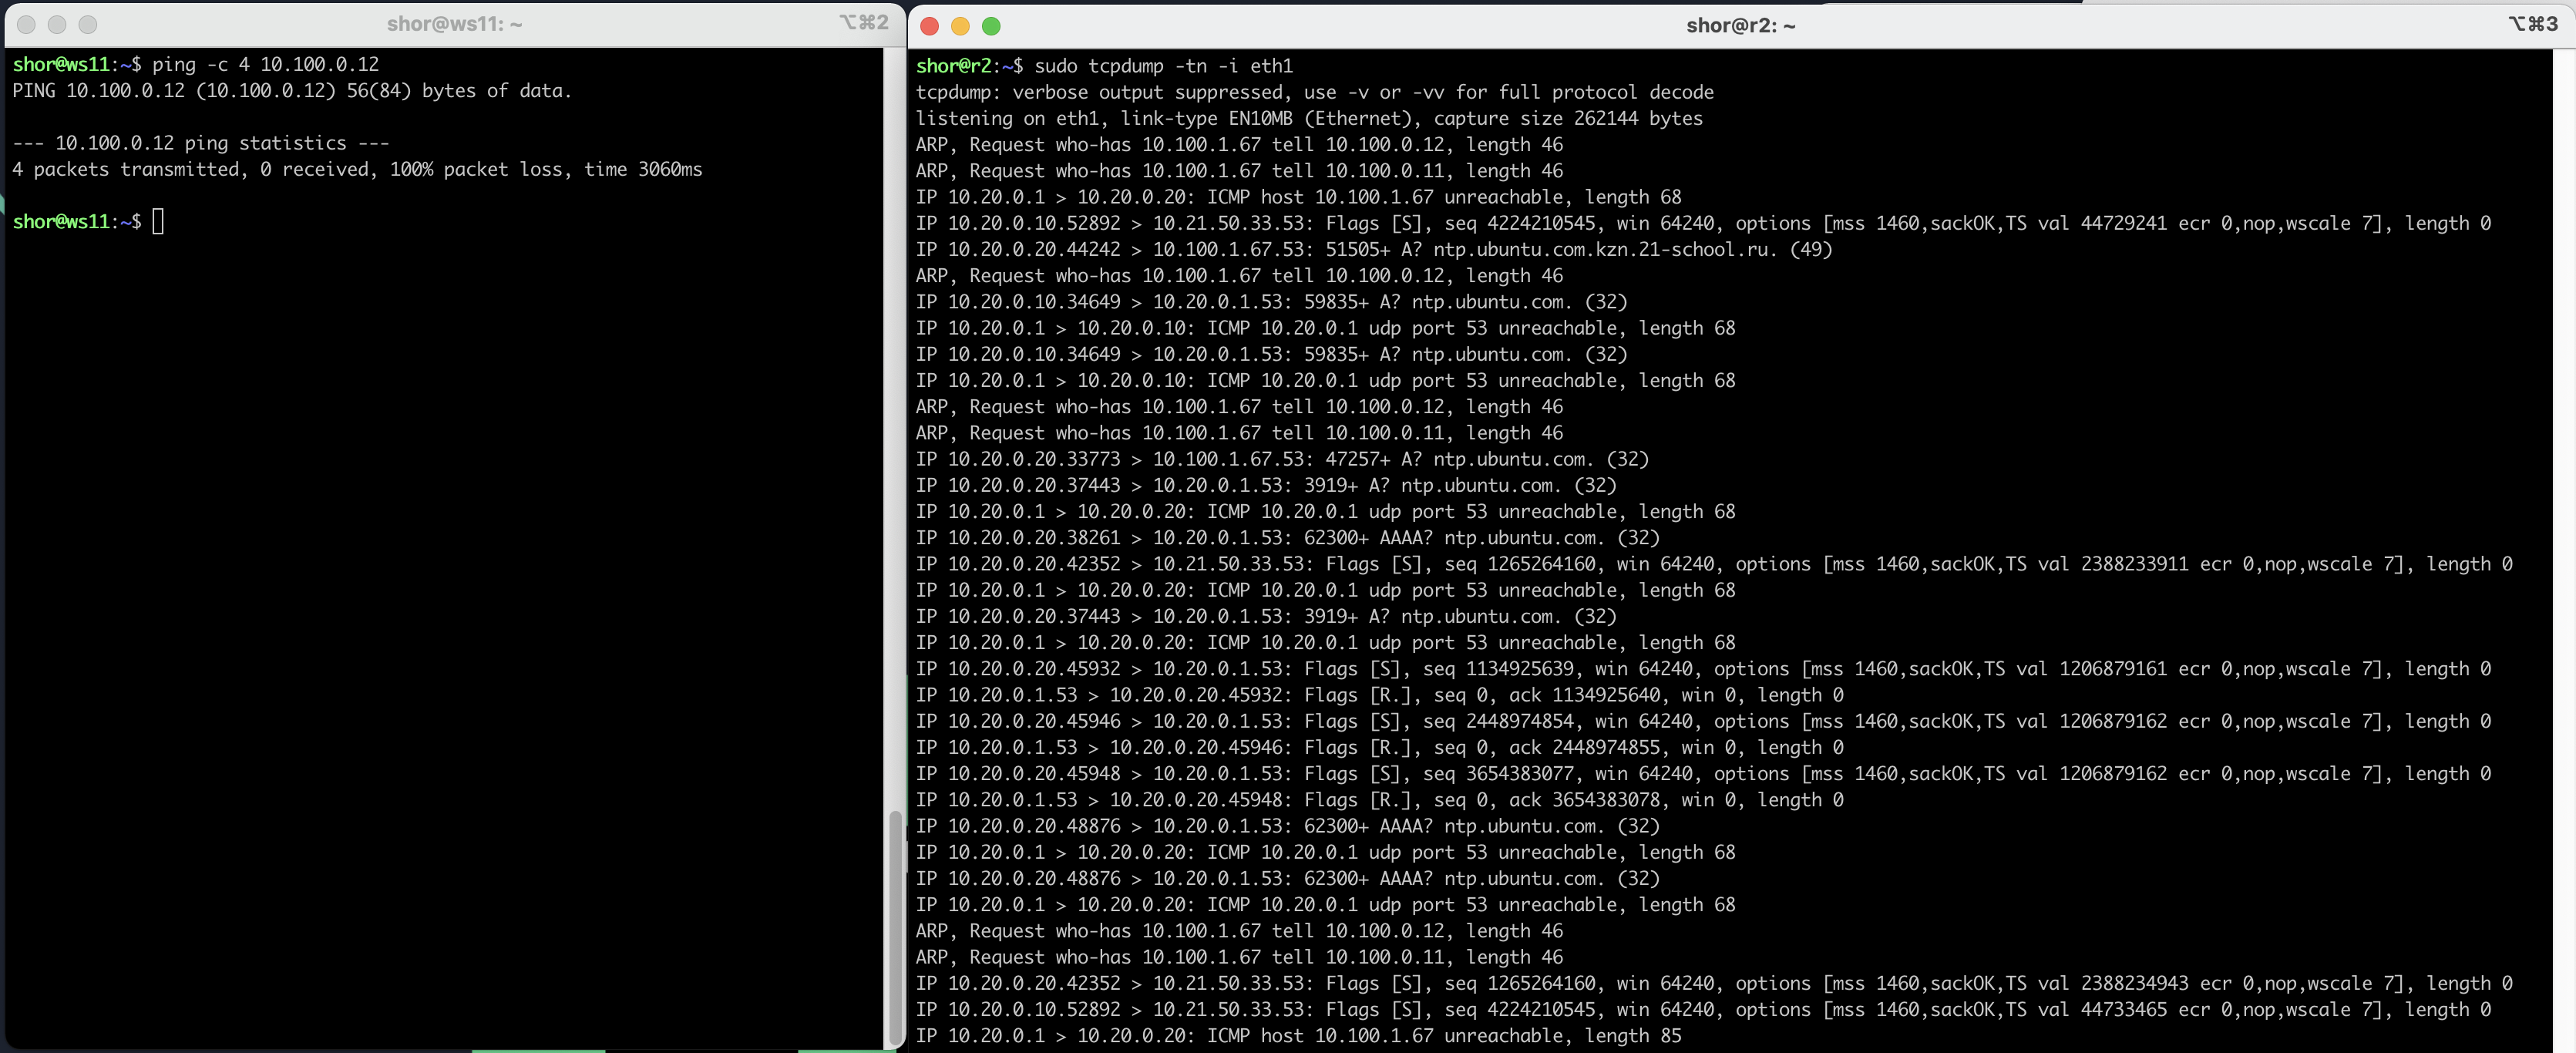 shor@ws11: ~
⌥⌘2
shor@ws11:~$ ping -c 4 10.100.0.12
PING 10.100.0.12 (10.100.0.12) 56(84) bytes of data.
--- 10.100.0.12 ping statistics ---
4 packets transmitted, 0 received, 100% packet loss, time 3060ms
shor@ws11:~$
shor@r2: ~
⌥⌘3
shor@r2:~$ sudo tcpdump -tn -i eth1
tcpdump: verbose output suppressed, use -v or -vv for full protocol decode
listening on eth1, link-type EN10MB (Ethernet), capture size 262144 bytes
ARP, Request who-has 10.100.1.67 tell 10.100.0.12, length 46
ARP, Request who-has 10.100.1.67 tell 10.100.0.11, length 46
IP 10.20.0.1 > 10.20.0.20: ICMP host 10.100.1.67 unreachable, length 68
IP 10.20.0.10.52892 > 10.21.50.33.53: Flags [S], seq 4224210545, win 64240, options [mss 1460,sackOK,TS val 44729241 ecr 0,nop,wscale 7], length 0
IP 10.20.0.20.44242 > 10.100.1.67.53: 51505+ A? ntp.ubuntu.com.kzn.21-school.ru. (49)
ARP, Request who-has 10.100.1.67 tell 10.100.0.12, length 46
IP 10.20.0.10.34649 > 10.20.0.1.53: 59835+ A? ntp.ubuntu.com. (32)
IP 10.20.0.1 > 10.20.0.10: ICMP 10.20.0.1 udp port 53 unreachable, length 68
IP 10.20.0.10.34649 > 10.20.0.1.53: 59835+ A? ntp.ubuntu.com. (32)
IP 10.20.0.1 > 10.20.0.10: ICMP 10.20.0.1 udp port 53 unreachable, length 68
ARP, Request who-has 10.100.1.67 tell 10.100.0.12, length 46
ARP, Request who-has 10.100.1.67 tell 10.100.0.11, length 46
IP 10.20.0.20.33773 > 10.100.1.67.53: 47257+ A? ntp.ubuntu.com. (32)
IP 10.20.0.20.37443 > 10.20.0.1.53: 3919+ A? ntp.ubuntu.com. (32)
IP 10.20.0.1 > 10.20.0.20: ICMP 10.20.0.1 udp port 53 unreachable, length 68
IP 10.20.0.20.38261 > 10.20.0.1.53: 62300+ AAAA? ntp.ubuntu.com. (32)
IP 10.20.0.20.42352 > 10.21.50.33.53: Flags [S], seq 1265264160, win 64240, options [mss 1460,sackOK,TS val 2388233911 ecr 0,nop,wscale 7], length 0
IP 10.20.0.1 > 10.20.0.20: ICMP 10.20.0.1 udp port 53 unreachable, length 68
IP 10.20.0.20.37443 > 10.20.0.1.53: 3919+ A? ntp.ubuntu.com. (32)
IP 10.20.0.1 > 10.20.0.20: ICMP 10.20.0.1 udp port 53 unreachable, length 68
IP 10.20.0.20.45932 > 10.20.0.1.53: Flags [S], seq 1134925639, win 64240, options [mss 1460,sackOK,TS val 1206879161 ecr 0,nop,wscale 7], length 0
IP 10.20.0.1.53 > 10.20.0.20.45932: Flags [R.], seq 0, ack 1134925640, win 0, length 0
IP 10.20.0.20.45946 > 10.20.0.1.53: Flags [S], seq 2448974854, win 64240, options [mss 1460,sackOK,TS val 1206879162 ecr 0,nop,wscale 7], length 0
IP 10.20.0.1.53 > 10.20.0.20.45946: Flags [R.], seq 0, ack 2448974855, win 0, length 0
IP 10.20.0.20.45948 > 10.20.0.1.53: Flags [S], seq 3654383077, win 64240, options [mss 1460,sackOK,TS val 1206879162 ecr 0,nop,wscale 7], length 0
IP 10.20.0.1.53 > 10.20.0.20.45948: Flags [R.], seq 0, ack 3654383078, win 0, length 0
IP 10.20.0.20.48876 > 10.20.0.1.53: 62300+ AAAA? ntp.ubuntu.com. (32)
IP 10.20.0.1 > 10.20.0.20: ICMP 10.20.0.1 udp port 53 unreachable, length 68
IP 10.20.0.20.48876 > 10.20.0.1.53: 62300+ AAAA? ntp.ubuntu.com. (32)
IP 10.20.0.1 > 10.20.0.20: ICMP 10.20.0.1 udp port 53 unreachable, length 68
ARP, Request who-has 10.100.1.67 tell 10.100.0.12, length 46
ARP, Request who-has 10.100.1.67 tell 10.100.0.11, length 46
IP 10.20.0.20.42352 > 10.21.50.33.53: Flags [S], seq 1265264160, win 64240, options [mss 1460,sackOK,TS val 2388234943 ecr 0,nop,wscale 7], length 0
IP 10.20.0.10.52892 > 10.21.50.33.53: Flags [S], seq 4224210545, win 64240, options [mss 1460,sackOK,TS val 44733465 ecr 0,nop,wscale 7], length 0
IP 10.20.0.1 > 10.20.0.20: ICMP host 10.100.1.67 unreachable, length 85